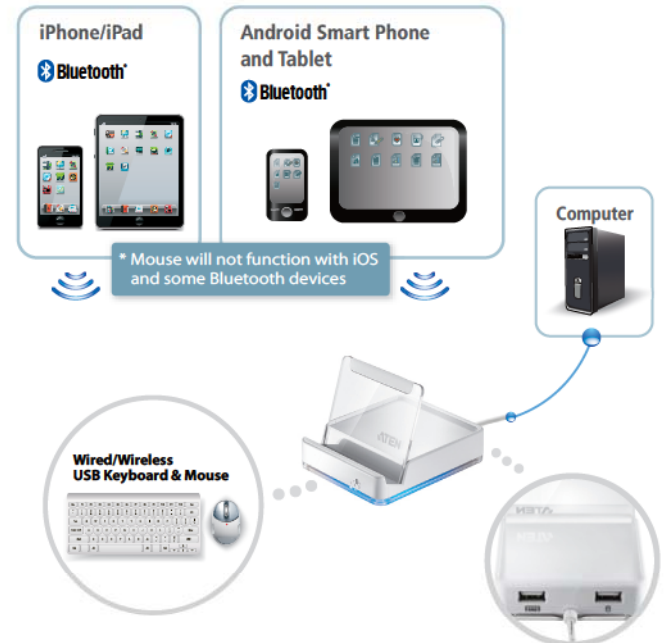 iPhone/iPad
Bluetooth*
Android Smart Phone
and Tablet
Bluetooth*
* Mouse will not function with iOS
and some Bluetooth devices
Computer
ATEN
Wired/Wireless
USB Keyboard & Mouse
ATEN